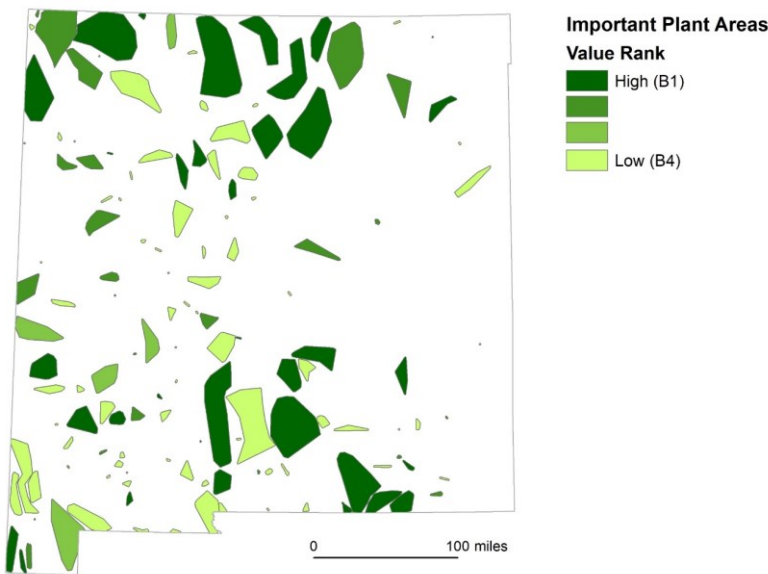 Important Plant Areas
Value Rank
High (B1)
Low (B4)
0 100 miles